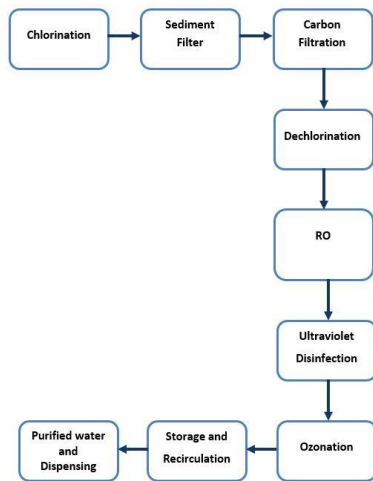 Chlorination
Sediment
Filter
Carbon
Filtration
Dechlorination
RO
Ultraviolet
Disinfection
Ozonation
Storage and
Recirculation
Purified water
and
Dispensing